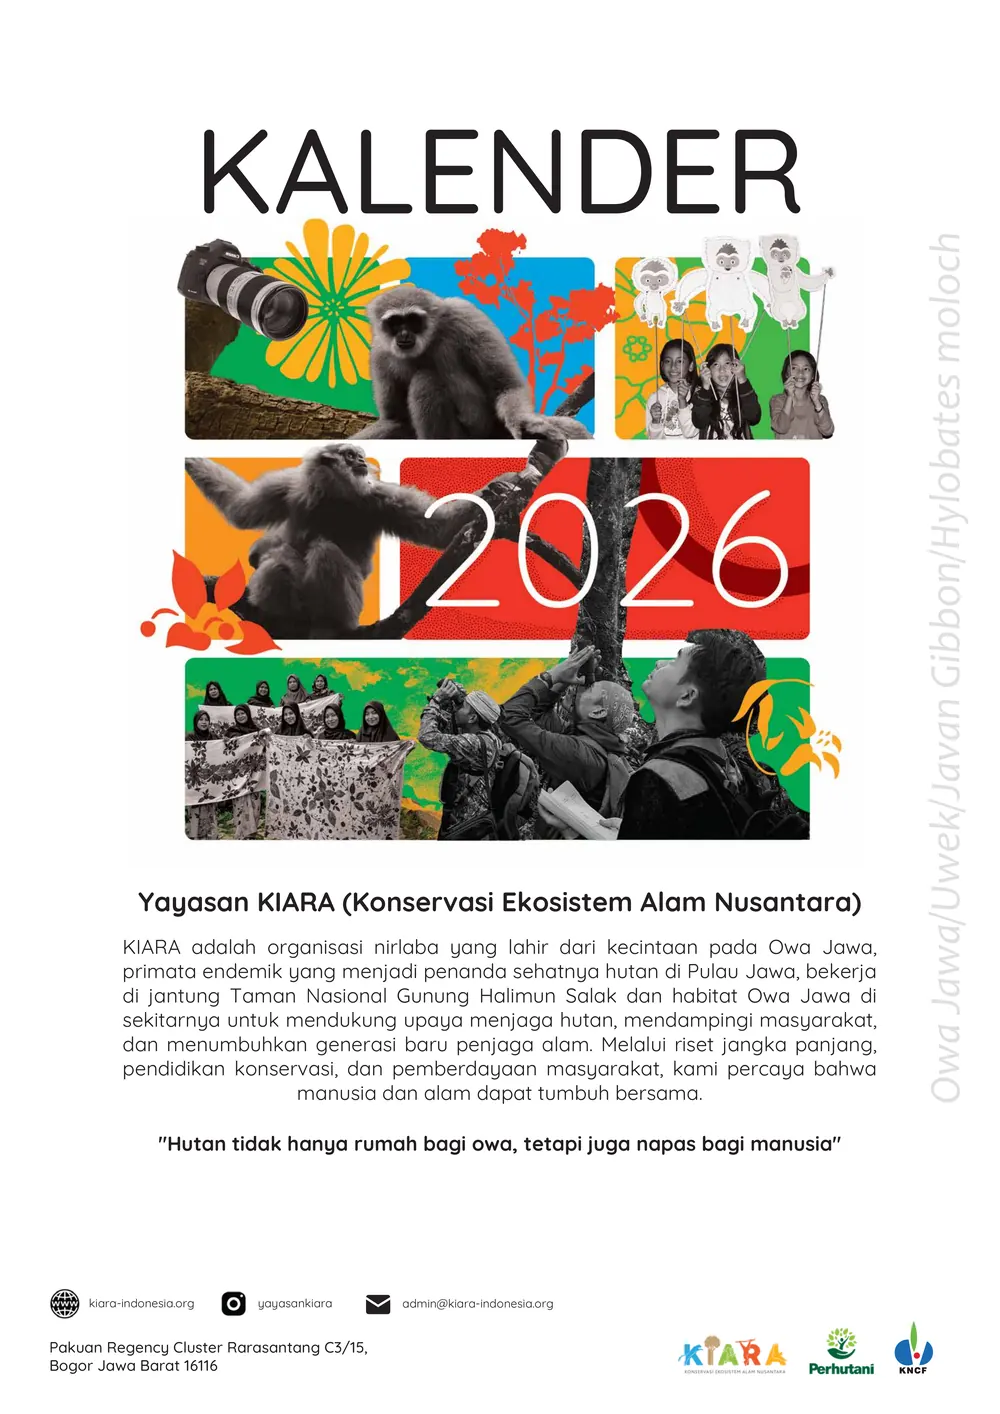 KALENDER
2026
Owa Jawa/Uwek/Javan Gibbon/Hylobates moloch
Yayasan KIARA (Konservasi Ekosistem Alam Nusantara)
KIARA adalah organisasi nirlaba yang lahir dari kecintaan pada Owa Jawa,
primata endemik yang menjadi penanda sehatnya hutan di Pulau Jawa, bekerja
di jantung Taman Nasional Gunung Halimun Salak dan habitat Owa Jawa di
sekitarnya untuk mendukung upaya menjaga hutan, mendampingi masyarakat,
dan menumbuhkan generasi baru penjaga alam. Melalui riset jangka panjang,
pendidikan konservasi, dan pemberdayaan masyarakat, kami percaya bahwa
manusia dan alam dapat tumbuh bersama.
"Hutan tidak hanya rumah bagi owa, tetapi juga napas bagi manusia"
www
kiara-indonesia.org
yayasankiara
admin@kiara-indonesia.org
Pakuan Regency Cluster Rarasantang C3/15,
Bogor Jawa Barat 16116
KIARA
KONSERVASI EKOSISTEM ALAM NUSANTARA
Perhutani
KNCF